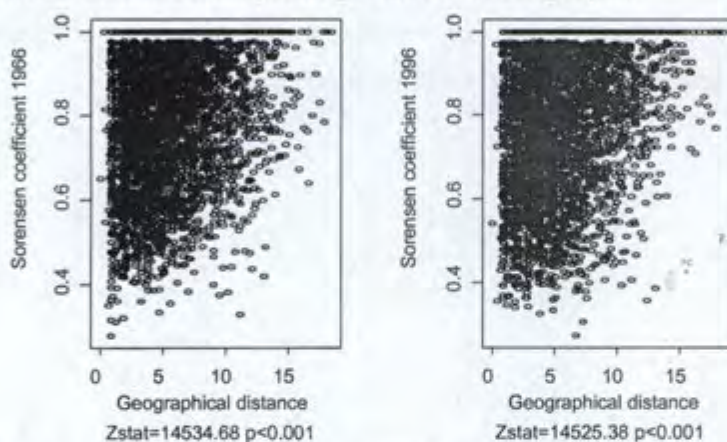 Sorensen coefficient 1966
1.0
0.8
0.6
0.4
0 5 10 15
Geographical distance
Zstat=14534.68 p<0.001
Sorensen coefficient 1996
1.0
0.8
0.6
0.4
0 5 10 15
Geographical distance
Zstat=14525.38 p<0.001